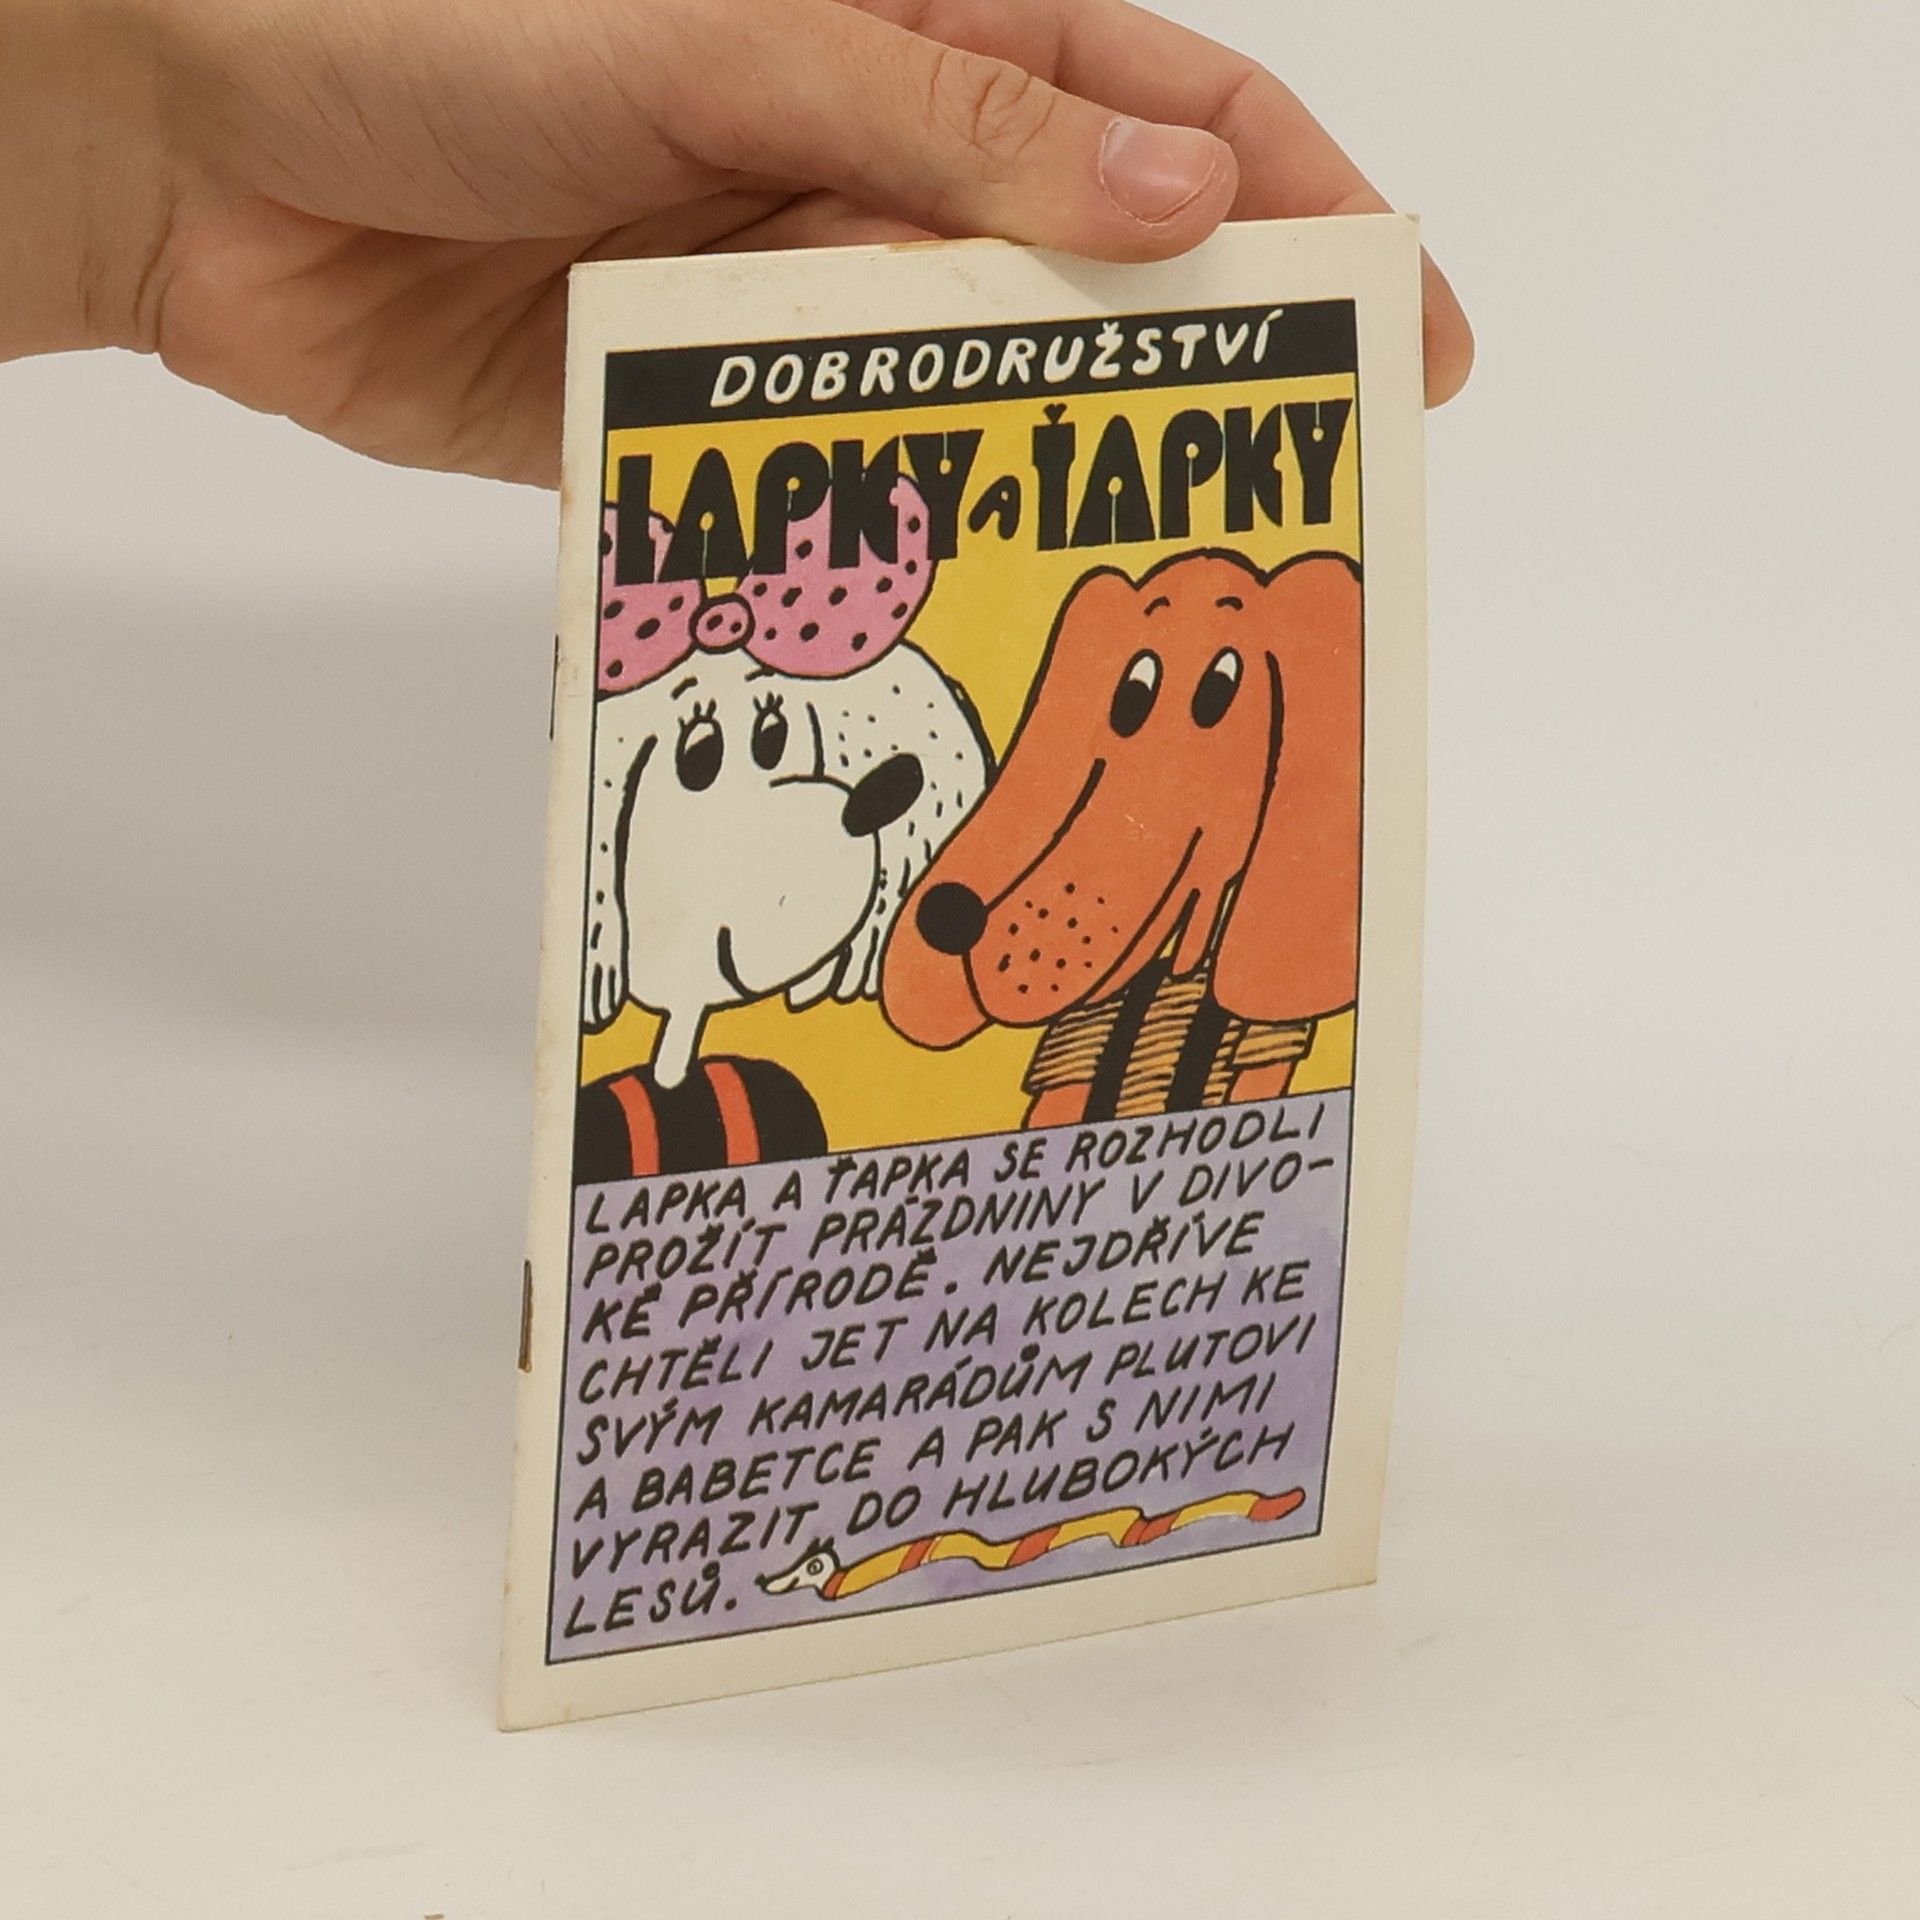 DOBRODRUŽSTVÍ
LAPKY A ŤAPKY
LAPKA A ŤAPKA SE ROZHODLI
PROŽÍT PRÁZDNINY V DIVO-
KÉ PŘÍRODĚ. NEJDŘÍVE
CHTĚLI JET NA KOLECH KE
SVÝM KAMARÁDŮM PLUTOVI
A BABETCE A PAK S NIMI
VYRAZIT DO HLUBOKÝCH
LESŮ.